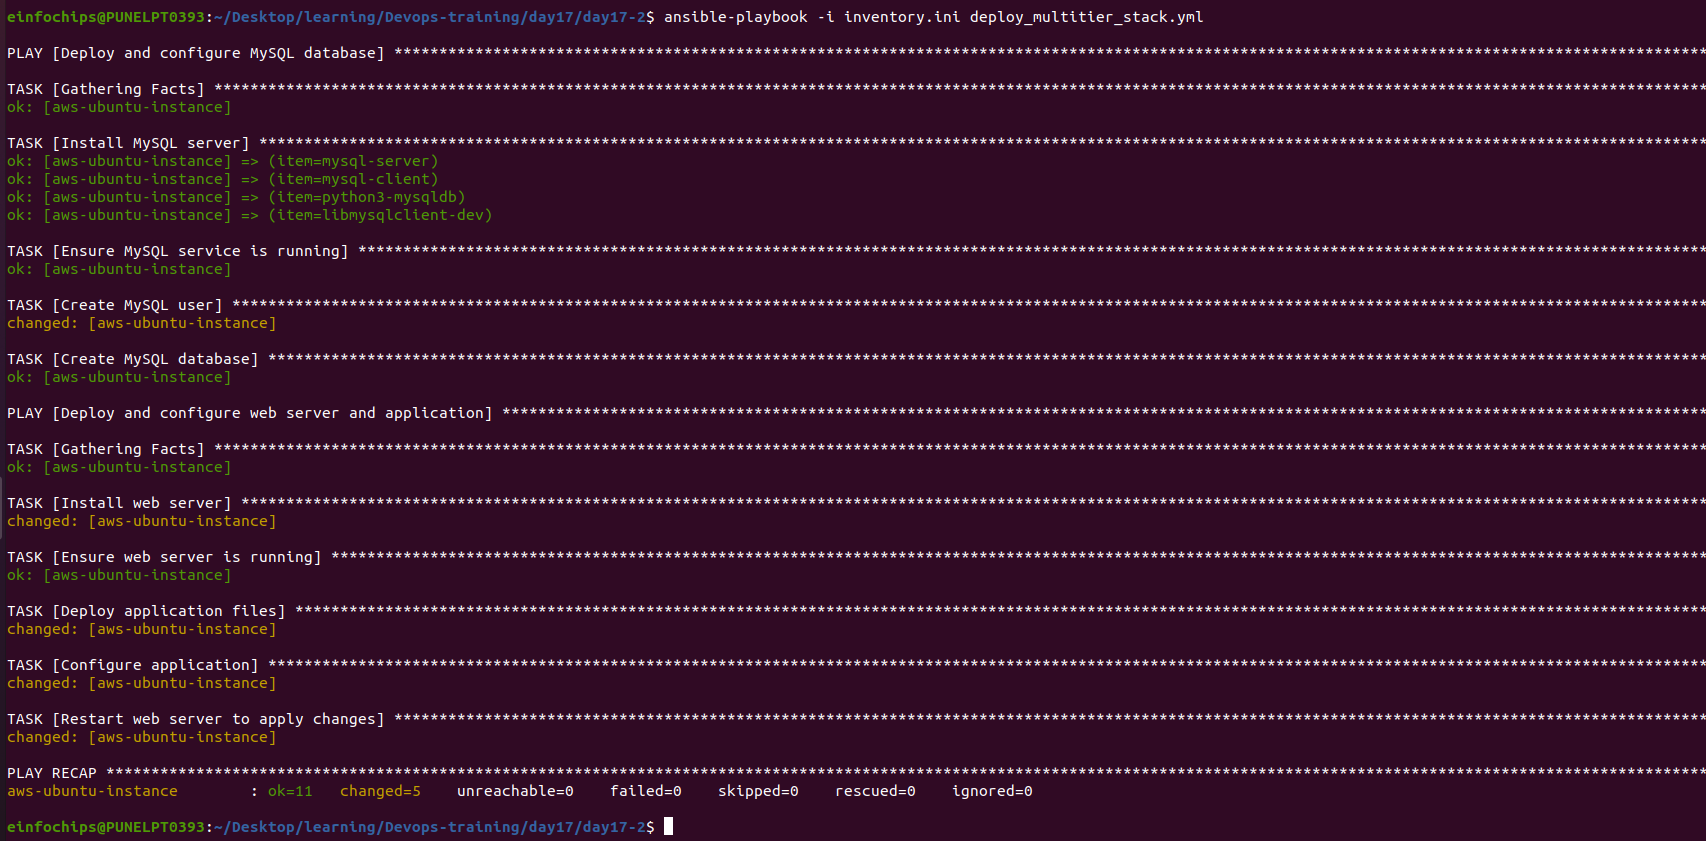 einfochips@PUNELPT0393:~/Desktop/learning/Devops-training/day17/day17-2$ ansible-playbook -i inventory.ini deploy_multitier_stack.yml
PLAY [Deploy and configure MySQL database] **************************************************************************************************************************************************
TASK [Gathering Facts] **********************************************************************************************************************************************************************
ok: [aws-ubuntu-instance]
TASK [Install MySQL server] *****************************************************************************************************************************************************************
ok: [aws-ubuntu-instance] => (item=mysql-server)
ok: [aws-ubuntu-instance] => (item=mysql-client)
ok: [aws-ubuntu-instance] => (item=python3-mysqldb)
ok: [aws-ubuntu-instance] => (item=libmysqlclient-dev)
TASK [Ensure MySQL service is running] ******************************************************************************************************************************************************
ok: [aws-ubuntu-instance]
TASK [Create MySQL user] ********************************************************************************************************************************************************************
changed: [aws-ubuntu-instance]
TASK [Create MySQL database] ****************************************************************************************************************************************************************
ok: [aws-ubuntu-instance]
PLAY [Deploy and configure web server and application] **************************************************************************************************************************************
TASK [Gathering Facts] **********************************************************************************************************************************************************************
ok: [aws-ubuntu-instance]
TASK [Install web server] *******************************************************************************************************************************************************************
changed: [aws-ubuntu-instance]
TASK [Ensure web server is running] *********************************************************************************************************************************************************
ok: [aws-ubuntu-instance]
TASK [Deploy application files] *************************************************************************************************************************************************************
changed: [aws-ubuntu-instance]
TASK [Configure application] ****************************************************************************************************************************************************************
changed: [aws-ubuntu-instance]
TASK [Restart web server to apply changes] **************************************************************************************************************************************************
changed: [aws-ubuntu-instance]
PLAY RECAP **********************************************************************************************************************************************************************************
aws-ubuntu-instance        : ok=11   changed=5    unreachable=0    failed=0    skipped=0    rescued=0    ignored=0
einfochips@PUNELPT0393:~/Desktop/learning/Devops-training/day17/day17-2$